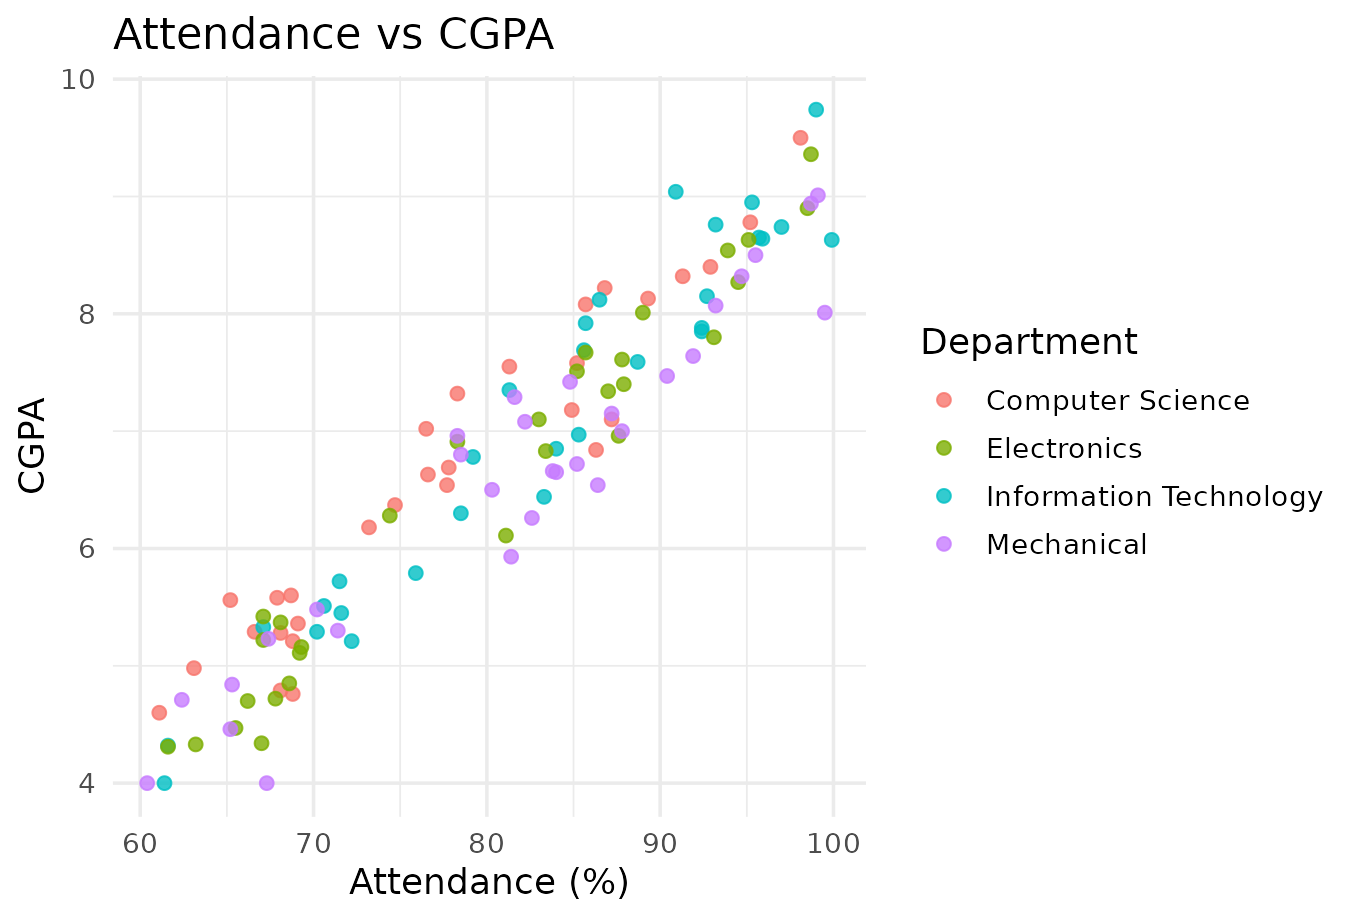 Attendance vs CGPA
10
8
6
4
CGPA
60 70 80 90 100
Attendance (%)
Department
Computer Science
Electronics
Information Technology
Mechanical